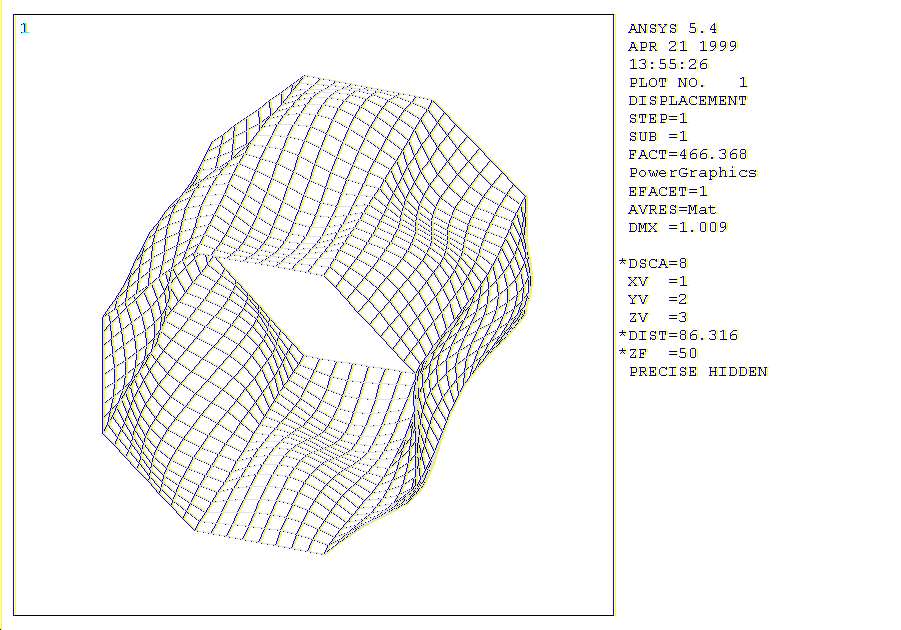 1
ANSYS 5.4
APR 21 1999
13:55:26
PLOT NO.   1
DISPLACEMENT
STEP=1
SUB =1
FACT=466.368
PowerGraphics
EFACET=1
AVRES=Mat
DMX =1.009
*DSCA=8
XV  =1
YV  =2
ZV  =3
*DIST=86.316
*ZF  =50
PRECISE HIDDEN